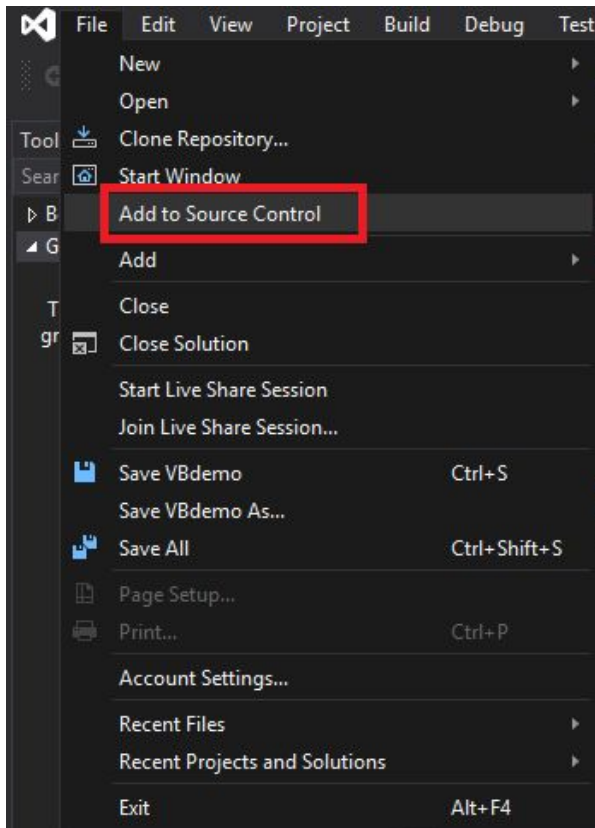 File Edit View Project Build Debug Test
New
Open
Tool
Clone Repository...
Sear
Start Window
B
Add to Source Control
G
Add
T
Close
gr
Close Solution
Start Live Share Session
Join Live Share Session...
Save VBdemo Ctrl+S
Save VBdemo As...
Save All Ctrl+Shift+S
Page Setup...
Print... Ctrl+P
Account Settings...
Recent Files
Recent Projects and Solutions
Exit Alt+F4